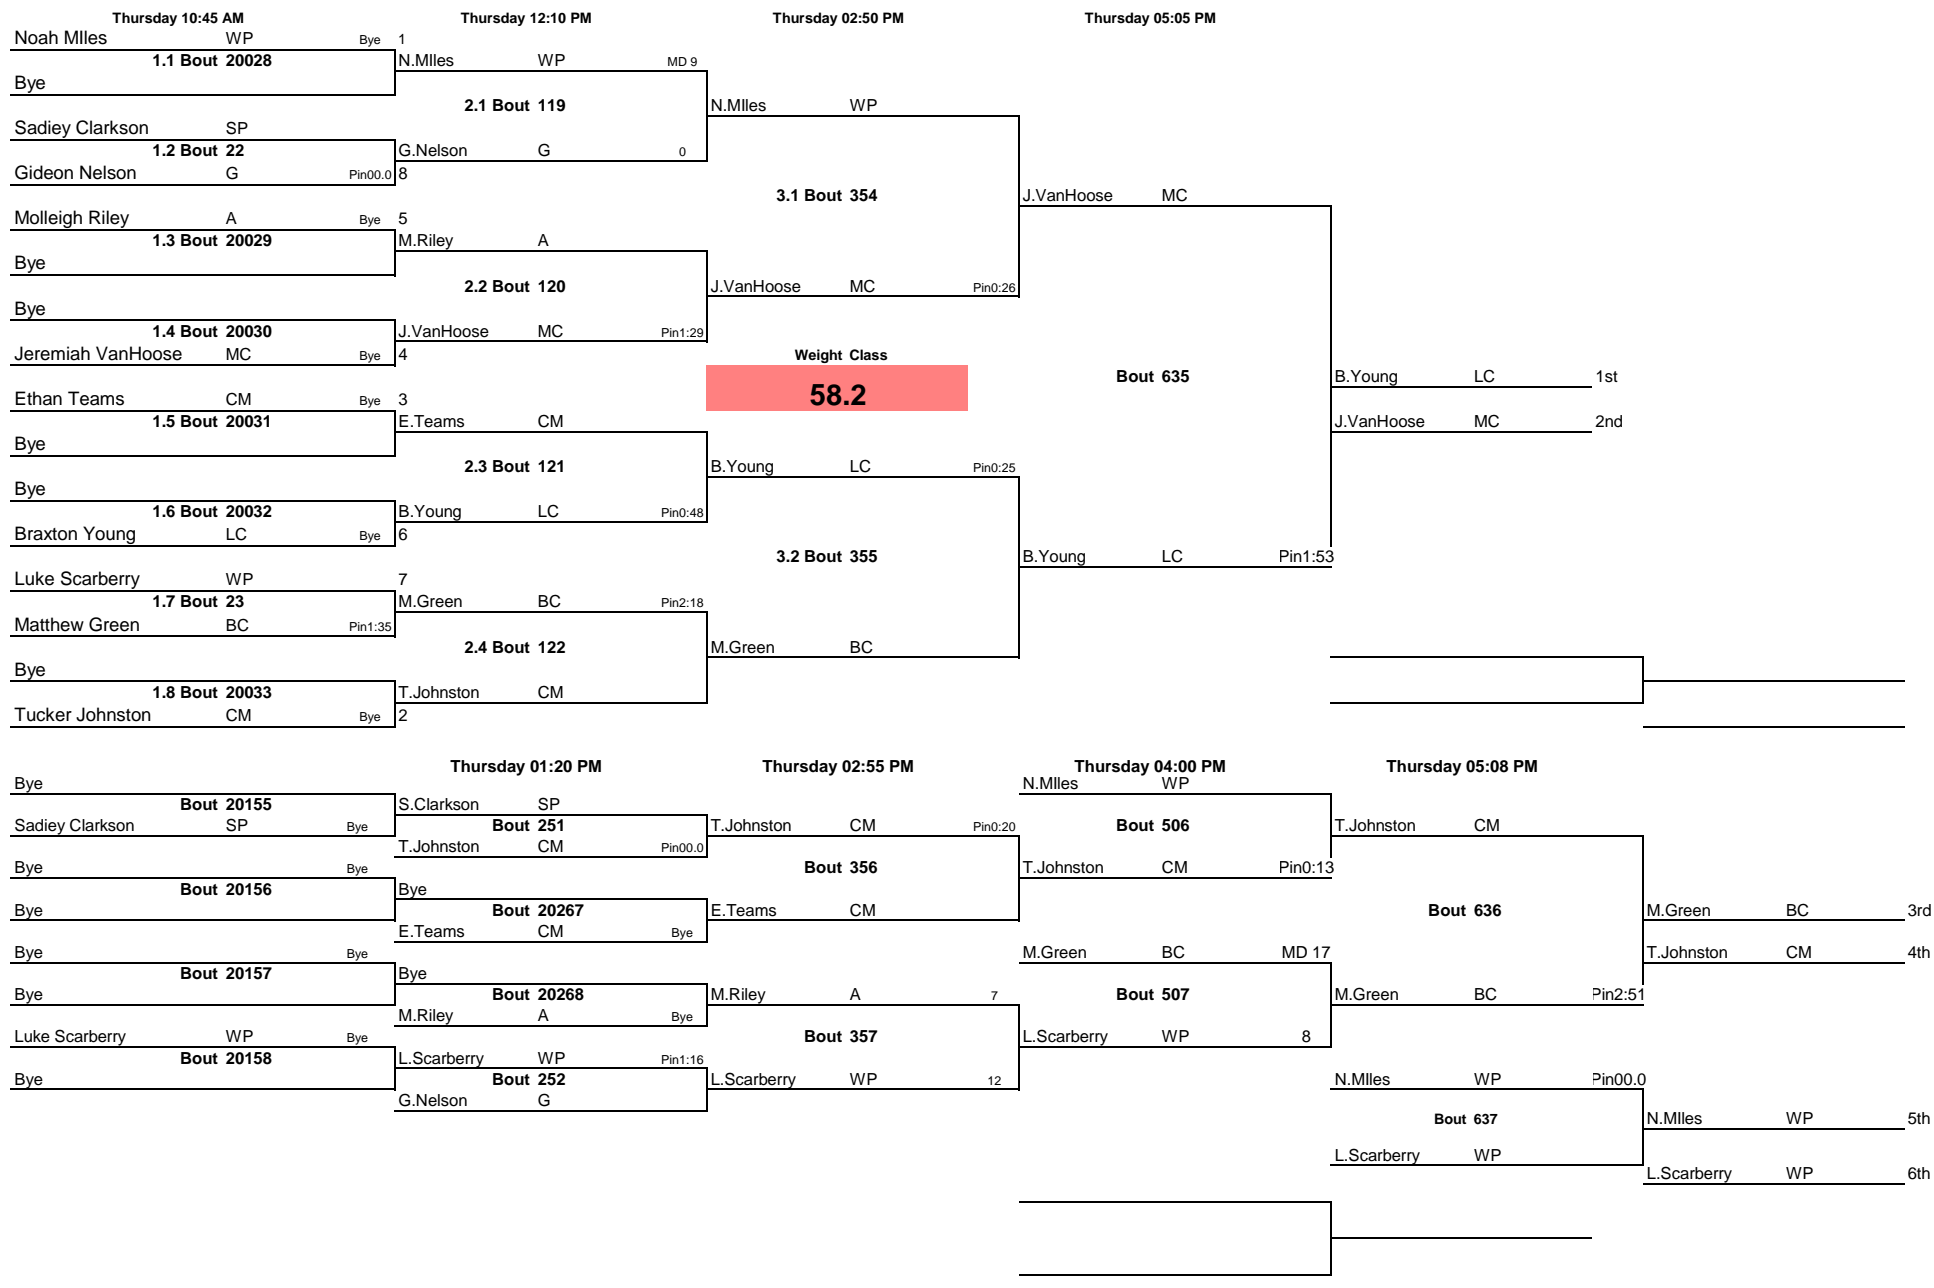 Thursday 10:45 AM Thursday 12:10 PM Thursday 02:50 PM Thursday 05:05 PM
Noah MIles WP Bye 1
1.1 Bout 20028 N.MIles WP MD 9
Bye
2.1 Bout 119 N.MIles WP
Sadiey Clarkson SP
1.2 Bout 22 G.Nelson G 0
Gideon Nelson G Pin00.0 8
3.1 Bout 354 J.VanHoose MC
Molleigh Riley A Bye 5
1.3 Bout 20029 M.Riley A
Bye
2.2 Bout 120 J.VanHoose MC Pin0:26
Bye
1.4 Bout 20030 J.VanHoose MC Pin1:29
Jeremiah VanHoose MC Bye 4 Weight Class
Bout 635 B.Young LC 1st
58.2
Ethan Teams CM Bye 3
1.5 Bout 20031 E.Teams CM J.VanHoose MC 2nd
Bye
2.3 Bout 121 B.Young LC Pin0:25
Bye
1.6 Bout 20032 B.Young LC Pin0:48
Braxton Young LC Bye 6
3.2 Bout 355 B.Young LC Pin1:53
Luke Scarberry WP 7
1.7 Bout 23 M.Green BC Pin2:18
Matthew Green BC Pin1:35
2.4 Bout 122 M.Green BC
Bye
1.8 Bout 20033 T.Johnston CM
Tucker Johnston CM Bye 2
Thursday 01:20 PM Thursday 02:55 PM Thursday 04:00 PM Thursday 05:08 PM
Bye N.MIles WP
Bout 20155 S.Clarkson SP
Sadiey Clarkson SP Bye Bout 251 T.Johnston CM Pin0:20 Bout 506 T.Johnston CM
T.Johnston CM Pin00.0
Bye Bye Bout 356 T.Johnston CM Pin0:13
Bout 20156 Bye
Bye Bout 20267 E.Teams CM Bout 636 M.Green BC 3rd
E.Teams CM Bye
Bye Bye M.Green BC MD 17 T.Johnston CM 4th
Bout 20157 Bye
Bye Bout 20268 M.Riley A 7 Bout 507 M.Green BC Pin2:51
M.Riley A Bye
Luke Scarberry WP Bye Bout 357 L.Scarberry WP 8
Bout 20158 L.Scarberry WP Pin1:16
Bye Bout 252 L.Scarberry WP 12 N.MIles WP Pin00.0
G.Nelson G
Bout 637 N.MIles WP 5th
L.Scarberry WP
L.Scarberry WP 6th